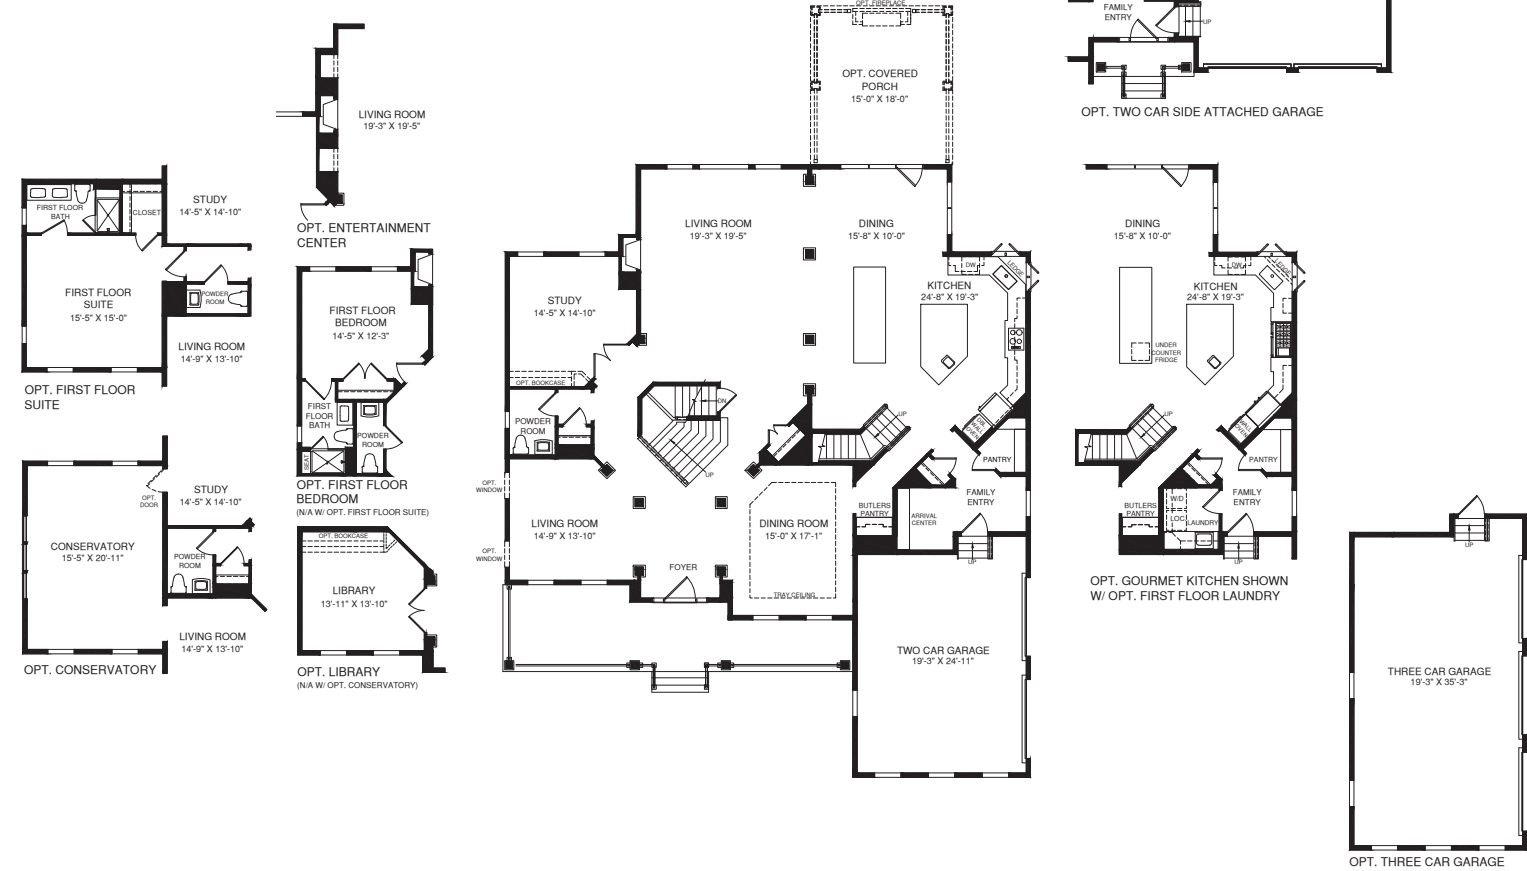 OPT. FIREPLACE
OPT. COVERED
PORCH
15'-0" X 18'-0"
FAMILY
ENTRY
UP
OPT. TWO CAR SIDE ATTACHED GARAGE
LIVING ROOM
19'-3" X 19'-5"
OPT. ENTERTAINMENT
CENTER
FIRST FLOOR
BATH
CLOSET
STUDY
14'-5" X 14'-10"
FIRST FLOOR
SUITE
15'-5" X 15'-0"
POWDER
ROOM
LIVING ROOM
14'-9" X 13'-10"
OPT. FIRST FLOOR
SUITE
FIRST FLOOR
BEDROOM
14'-5" X 12'-3"
FIRST
FLOOR
BATH
POWDER
ROOM
SEAT
OPT. FIRST FLOOR
BEDROOM
(N/A W/ OPT. FIRST FLOOR SUITE)
OPT.
DOOR
STUDY
14'-5" X 14'-10"
CONSERVATORY
15'-5" X 20'-11"
POWDER
ROOM
LIVING ROOM
14'-9" X 13'-10"
OPT. CONSERVATORY
OPT. BOOKCASE
LIBRARY
13'-11" X 13'-10"
OPT. LIBRARY
(N/A W/ OPT. CONSERVATORY)
LIVING ROOM
19'-3" X 19'-5"
DINING
15'-8" X 10'-0"
DW
LEDGE
KITCHEN
24'-8" X 19'-3"
STUDY
14'-5" X 14'-10"
OPT. BOOKCASE
DN
UP
POWDER
ROOM
UP
DBL.
WALL
OVEN
PANTRY
OPT.
WINDOW
LIVING ROOM
14'-9" X 13'-10"
OPT.
WINDOW
DINING ROOM
15'-0" X 17'-1"
TRAY CEILING
BUTLERS
PANTRY
ARRIVAL
CENTER
FAMILY
ENTRY
UP
FOYER
TWO CAR GARAGE
19'-3" X 24'-11"
DINING
15'-8" X 10'-0"
DW
LEDGE
KITCHEN
24'-8" X 19'-3"
UNDER
COUNTER
FRIDGE
UP
WALL
OVEN
PANTRY
BUTLERS
PANTRY
W/D
LOC.
LAUNDRY
FAMILY
ENTRY
UP
OPT. GOURMET KITCHEN SHOWN
W/ OPT. FIRST FLOOR LAUNDRY
UP
THREE CAR GARAGE
19'-3" X 35'-3"
OPT. THREE CAR GARAGE